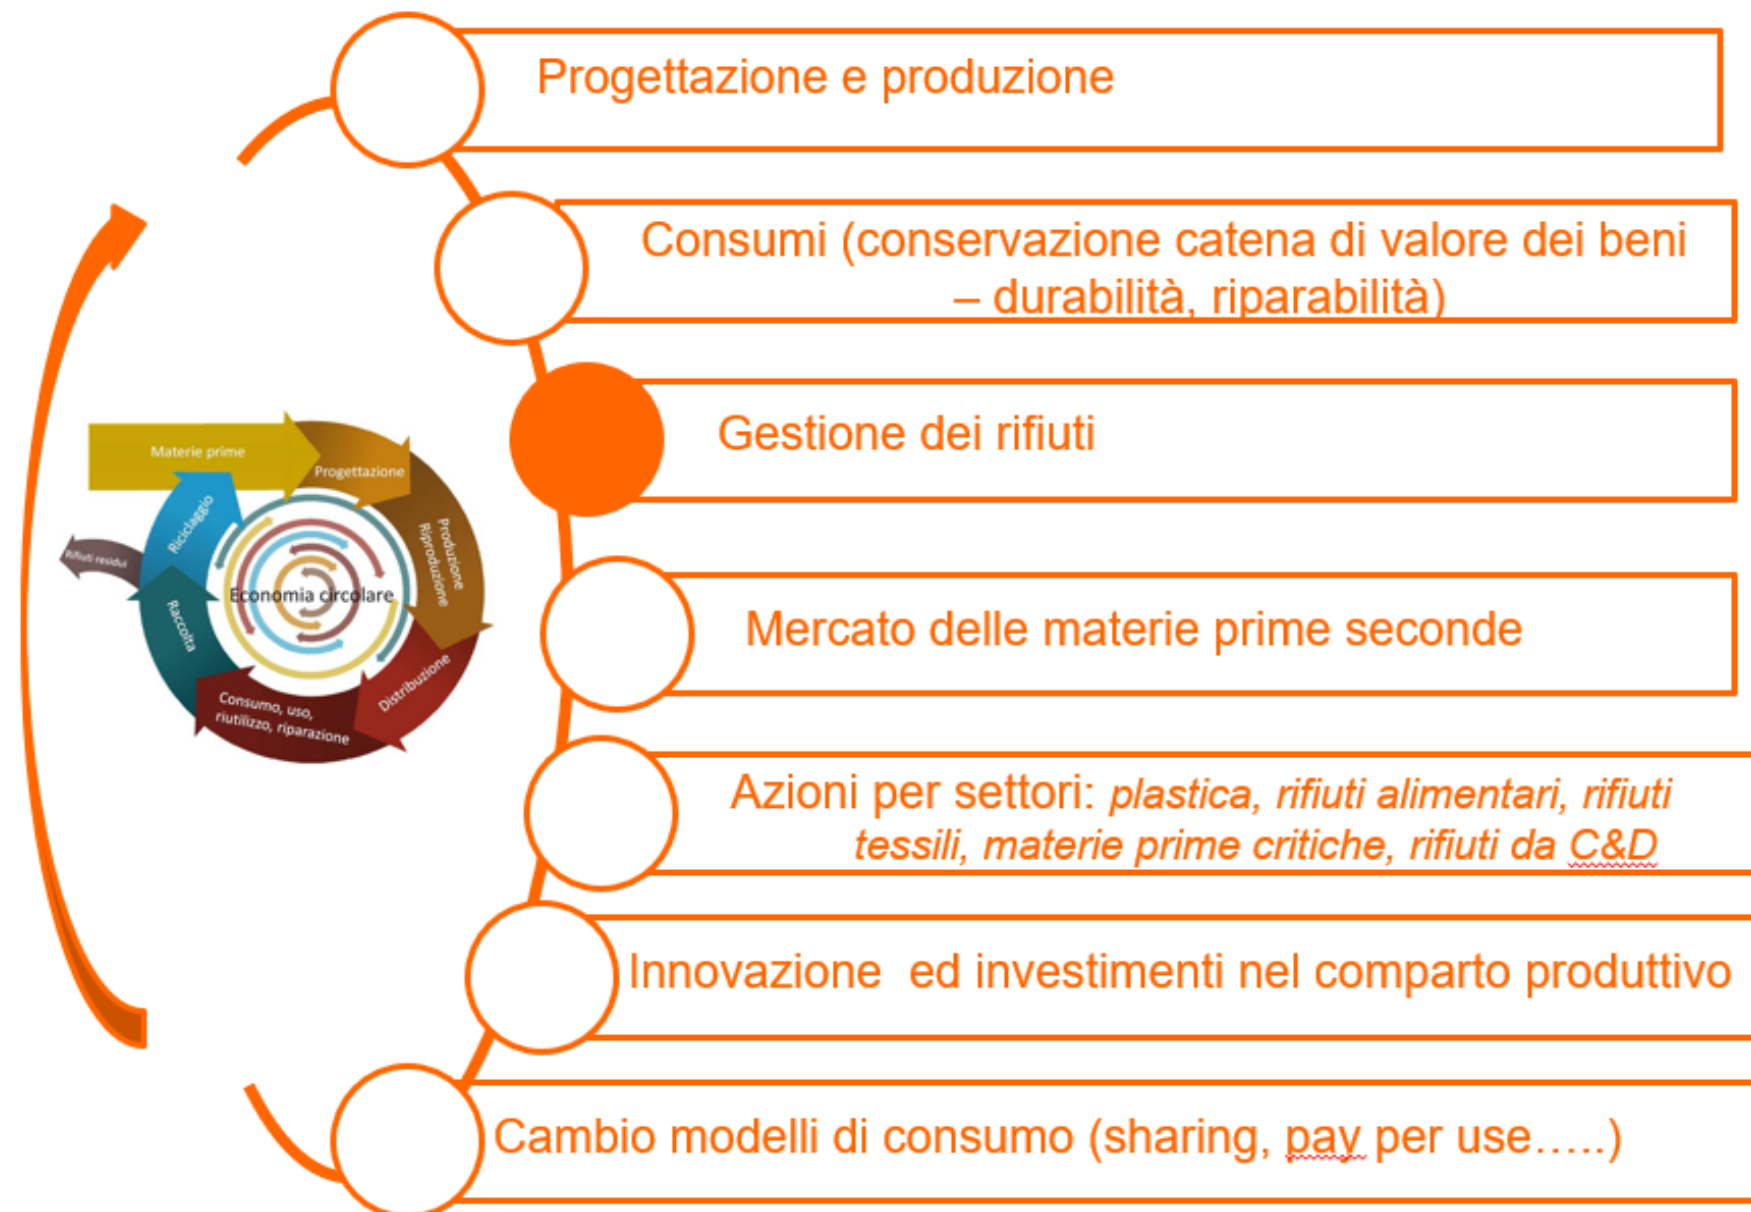 Progettazione e produzione
Consumi (conservazione catena di valore dei beni
– durabilità, riparabilità)
Gestione dei rifiuti
Mercato delle materie prime seconde
Azioni per settori: plastica, rifiuti alimentari, rifiuti
tessili, materie prime critiche, rifiuti da C&D
Innovazione ed investimenti nel comparto produttivo
Cambio modelli di consumo (sharing, pay per use…..)
Materie prime
Progettazione
Produzione
Riproduzione
Distribuzione
Consumo, uso,
riutilizzo, riparazione
Raccolta
Riciclaggio
Rifiuti residui
Economia circolare